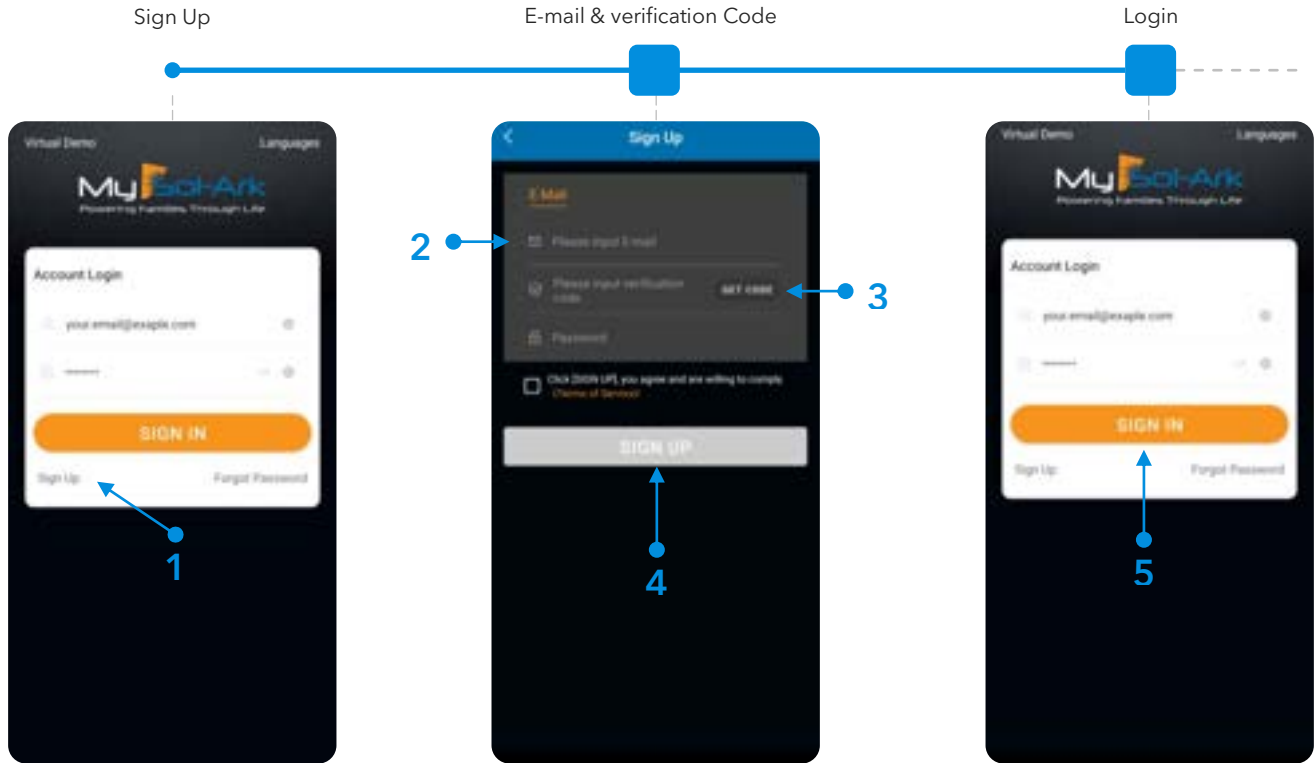 Sign Up
E-mail & verification Code
Login
Virtual Demo
Languages
My Sol-Ark
Powering Families Through Life
Account Login
your.email@exaple.com
SIGN IN
Sign Up
Forgot Password
1
Sign Up
E-Mail
2
Please input E-mail
Please input verification
code
GET CODE
3
Password
Click [SIGN UP], you agree and are willing to comply
《Terms of Service》
SIGN UP
4
Virtual Demo
Languages
My Sol-Ark
Powering Families Through Life
Account Login
your.email@exaple.com
SIGN IN
Sign Up
Forgot Password
5